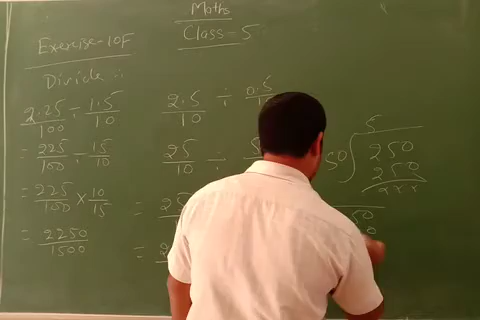 Maths
Exercise-10F Class-5
Divide :
2.25/100 ÷ 1.5/10
= 225/100 ÷ 15/10
= 225/100 × 10/15
= 2250/1500
2.5/10 ÷ 0.5
25/10 ÷
=
5
50 250
250
×××